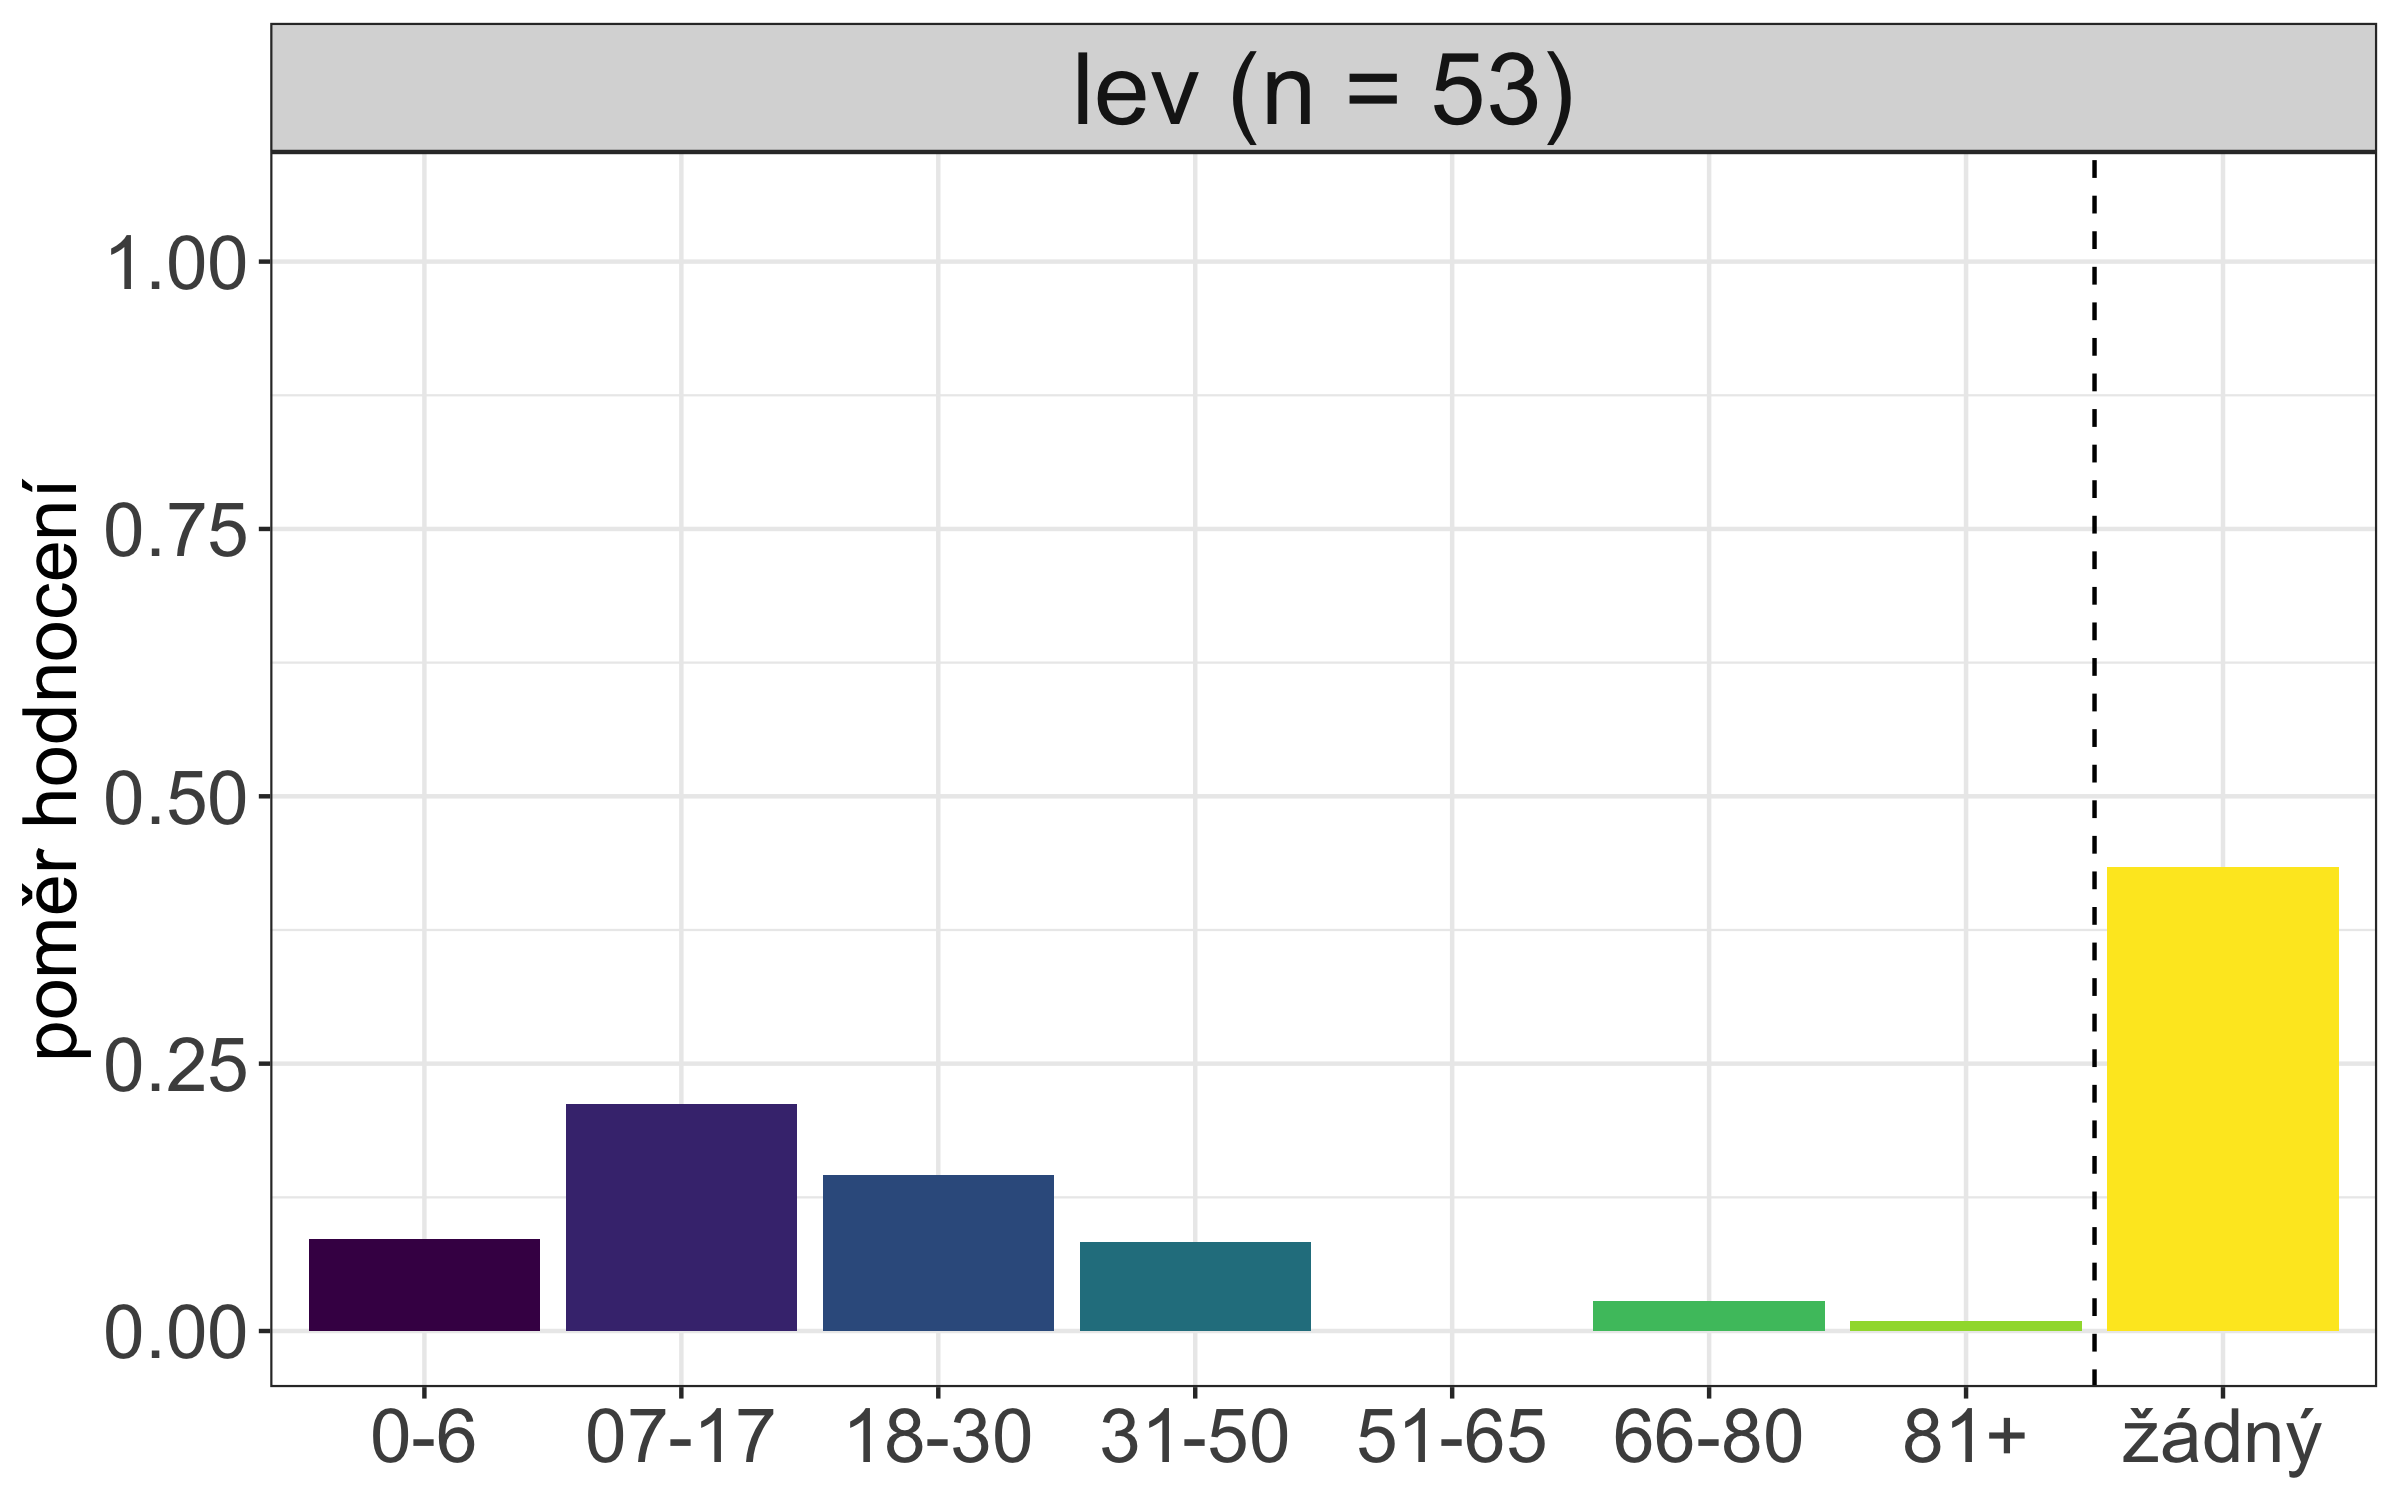 lev (n = 53)
poměr hodnocení
1.00
0.75
0.50
0.25
0.00
0-6 07-17 18-30 31-50 51-65 66-80 81+ žádný